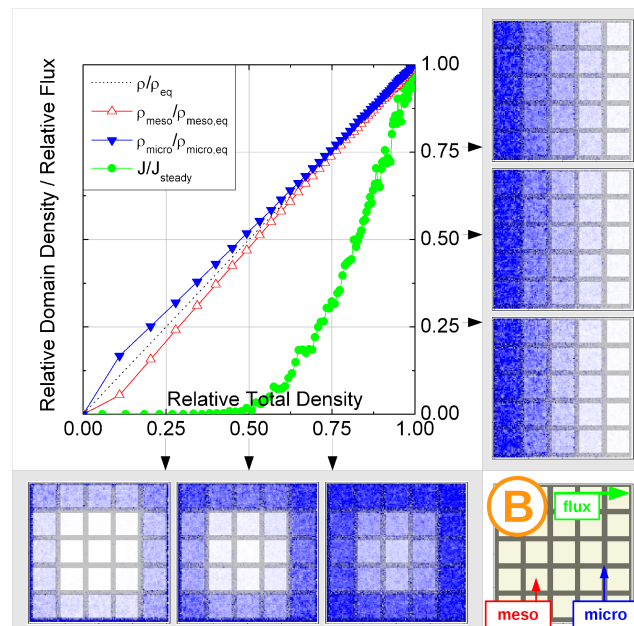 Relative Domain Density / Relative Flux
ρ/ρeq
ρmeso/ρmeso,eq
ρmicro/ρmicro,eq
J/Jsteady
1.00
0.75
0.50
0.25
0.00
Relative Total Density
0.00 0.25 0.50 0.75 1.00
B
flux
meso
micro